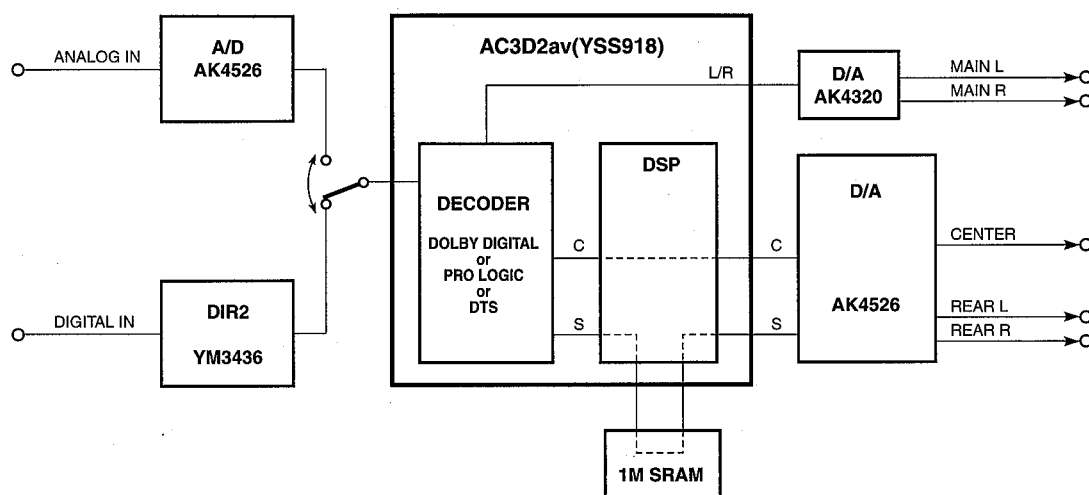 ANALOG IN
A/D
AK4526
AC3D2av(YSS918)
L/R
D/A
AK4320
MAIN L
MAIN R
DECODER
DOLBY DIGITAL
or
PRO LOGIC
or
DTS
DSP
C
S
C
S
D/A
AK4526
CENTER
REAR L
REAR R
DIGITAL IN
DIR2
YM3436
1M SRAM